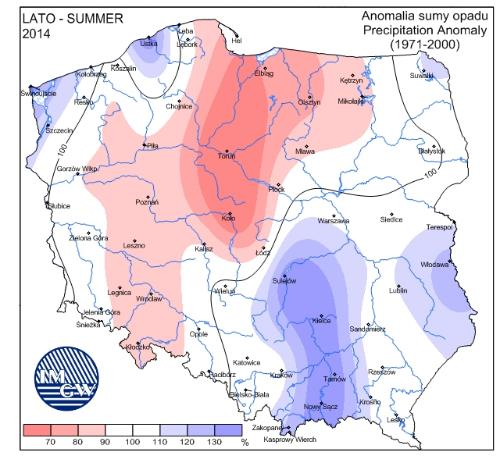 LATO - SUMMER
2014
Anomalia sumy opadu
Precipitation Anomaly
(1971-2000)
Łeba
Ustka
Lębork
Hel
Koszalin
Kołobrzeg
Elbląg
Kętrzyn
Suwałki
Świnoujście
Resko
Chojnice
Olsztyn
Mikołajki
Szczecin
Piła
100
Toruń
Mława
Białystok
Gorzów Wlkp
100
Płock
Słubice
Poznań
Koło
Warszawa
Siedlce
Terespol
Zielona Góra
Leszno
Kalisz
Łódź
Włodawa
Wieluń
Sulejów
Lublin
Legnica
Wrocław
Jelenia Góra
Śnieżka
Kielce
Sandomierz
Opole
Kłodzko
Katowice
Racibórz
Kraków
Tarnów
Rzeszów
Bielsko-Biała
Nowy Sącz
Krosno
Lesko
Zakopane
Kasprowy Wierch
IM
GW
70 80 90 100 110 120 130 %